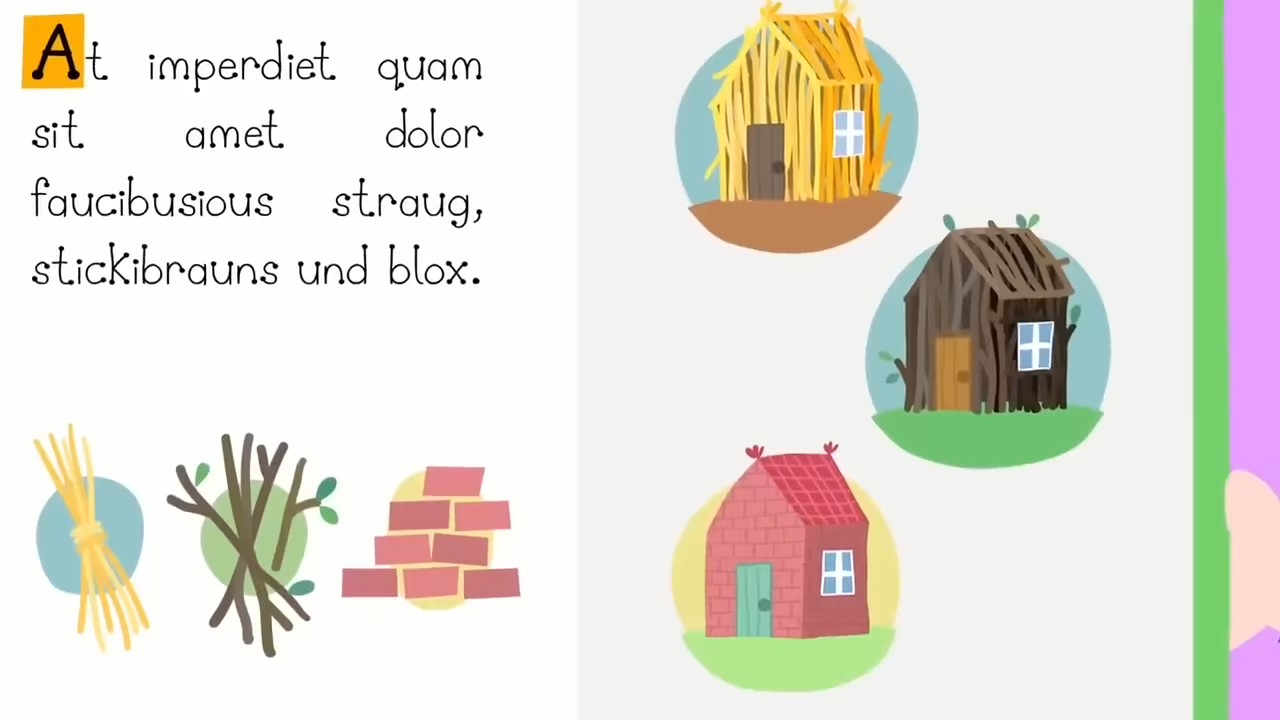 At imperdiet quam
sit amet dolor
faucibusious straug,
stickibrauns und blox.